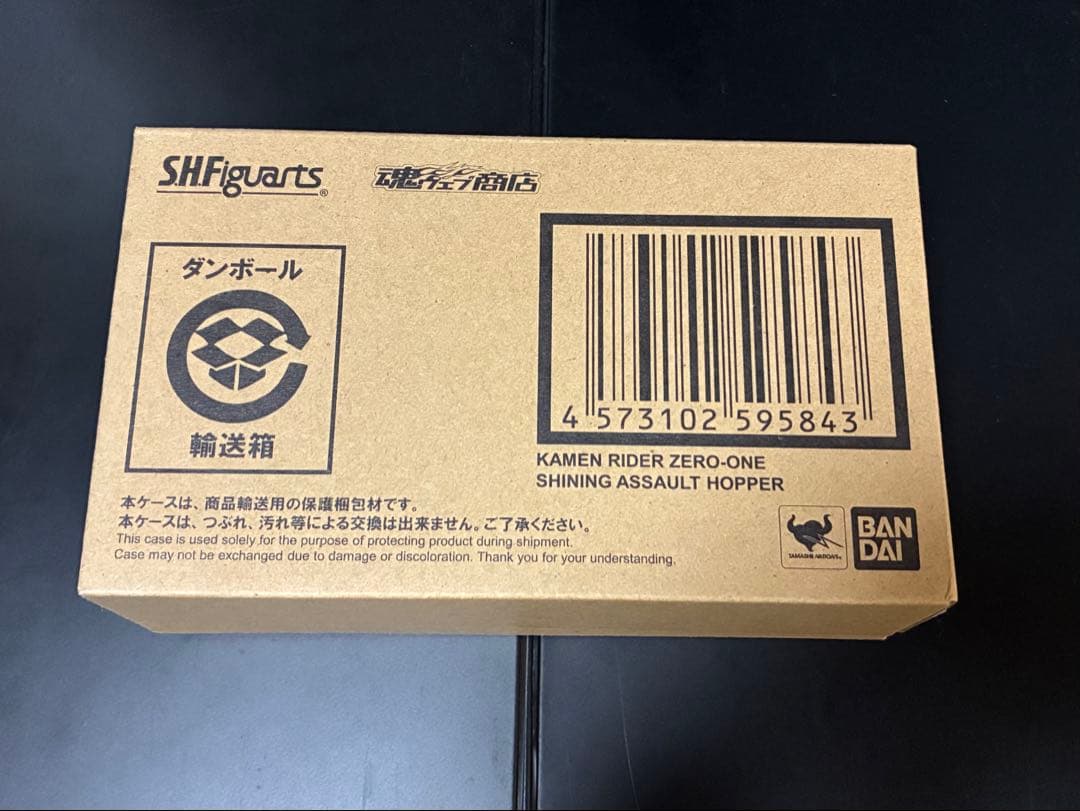 S.H.Figuarts®
魂ウェブ商店
ダンボール
輸送箱
4 573102 595843
KAMEN RIDER ZERO-ONE
SHINING ASSAULT HOPPER
本ケースは、商品輸送用の保護梱包材です。
本ケースは、つぶれ、汚れ等による交換は出来ません。ご了承ください。
This case is used solely for the purpose of protecting product during shipment.
Case may not be exchanged due to damage or discoloration. Thank you for your understanding.
TAMASHII NATIONS
BAN
DAI